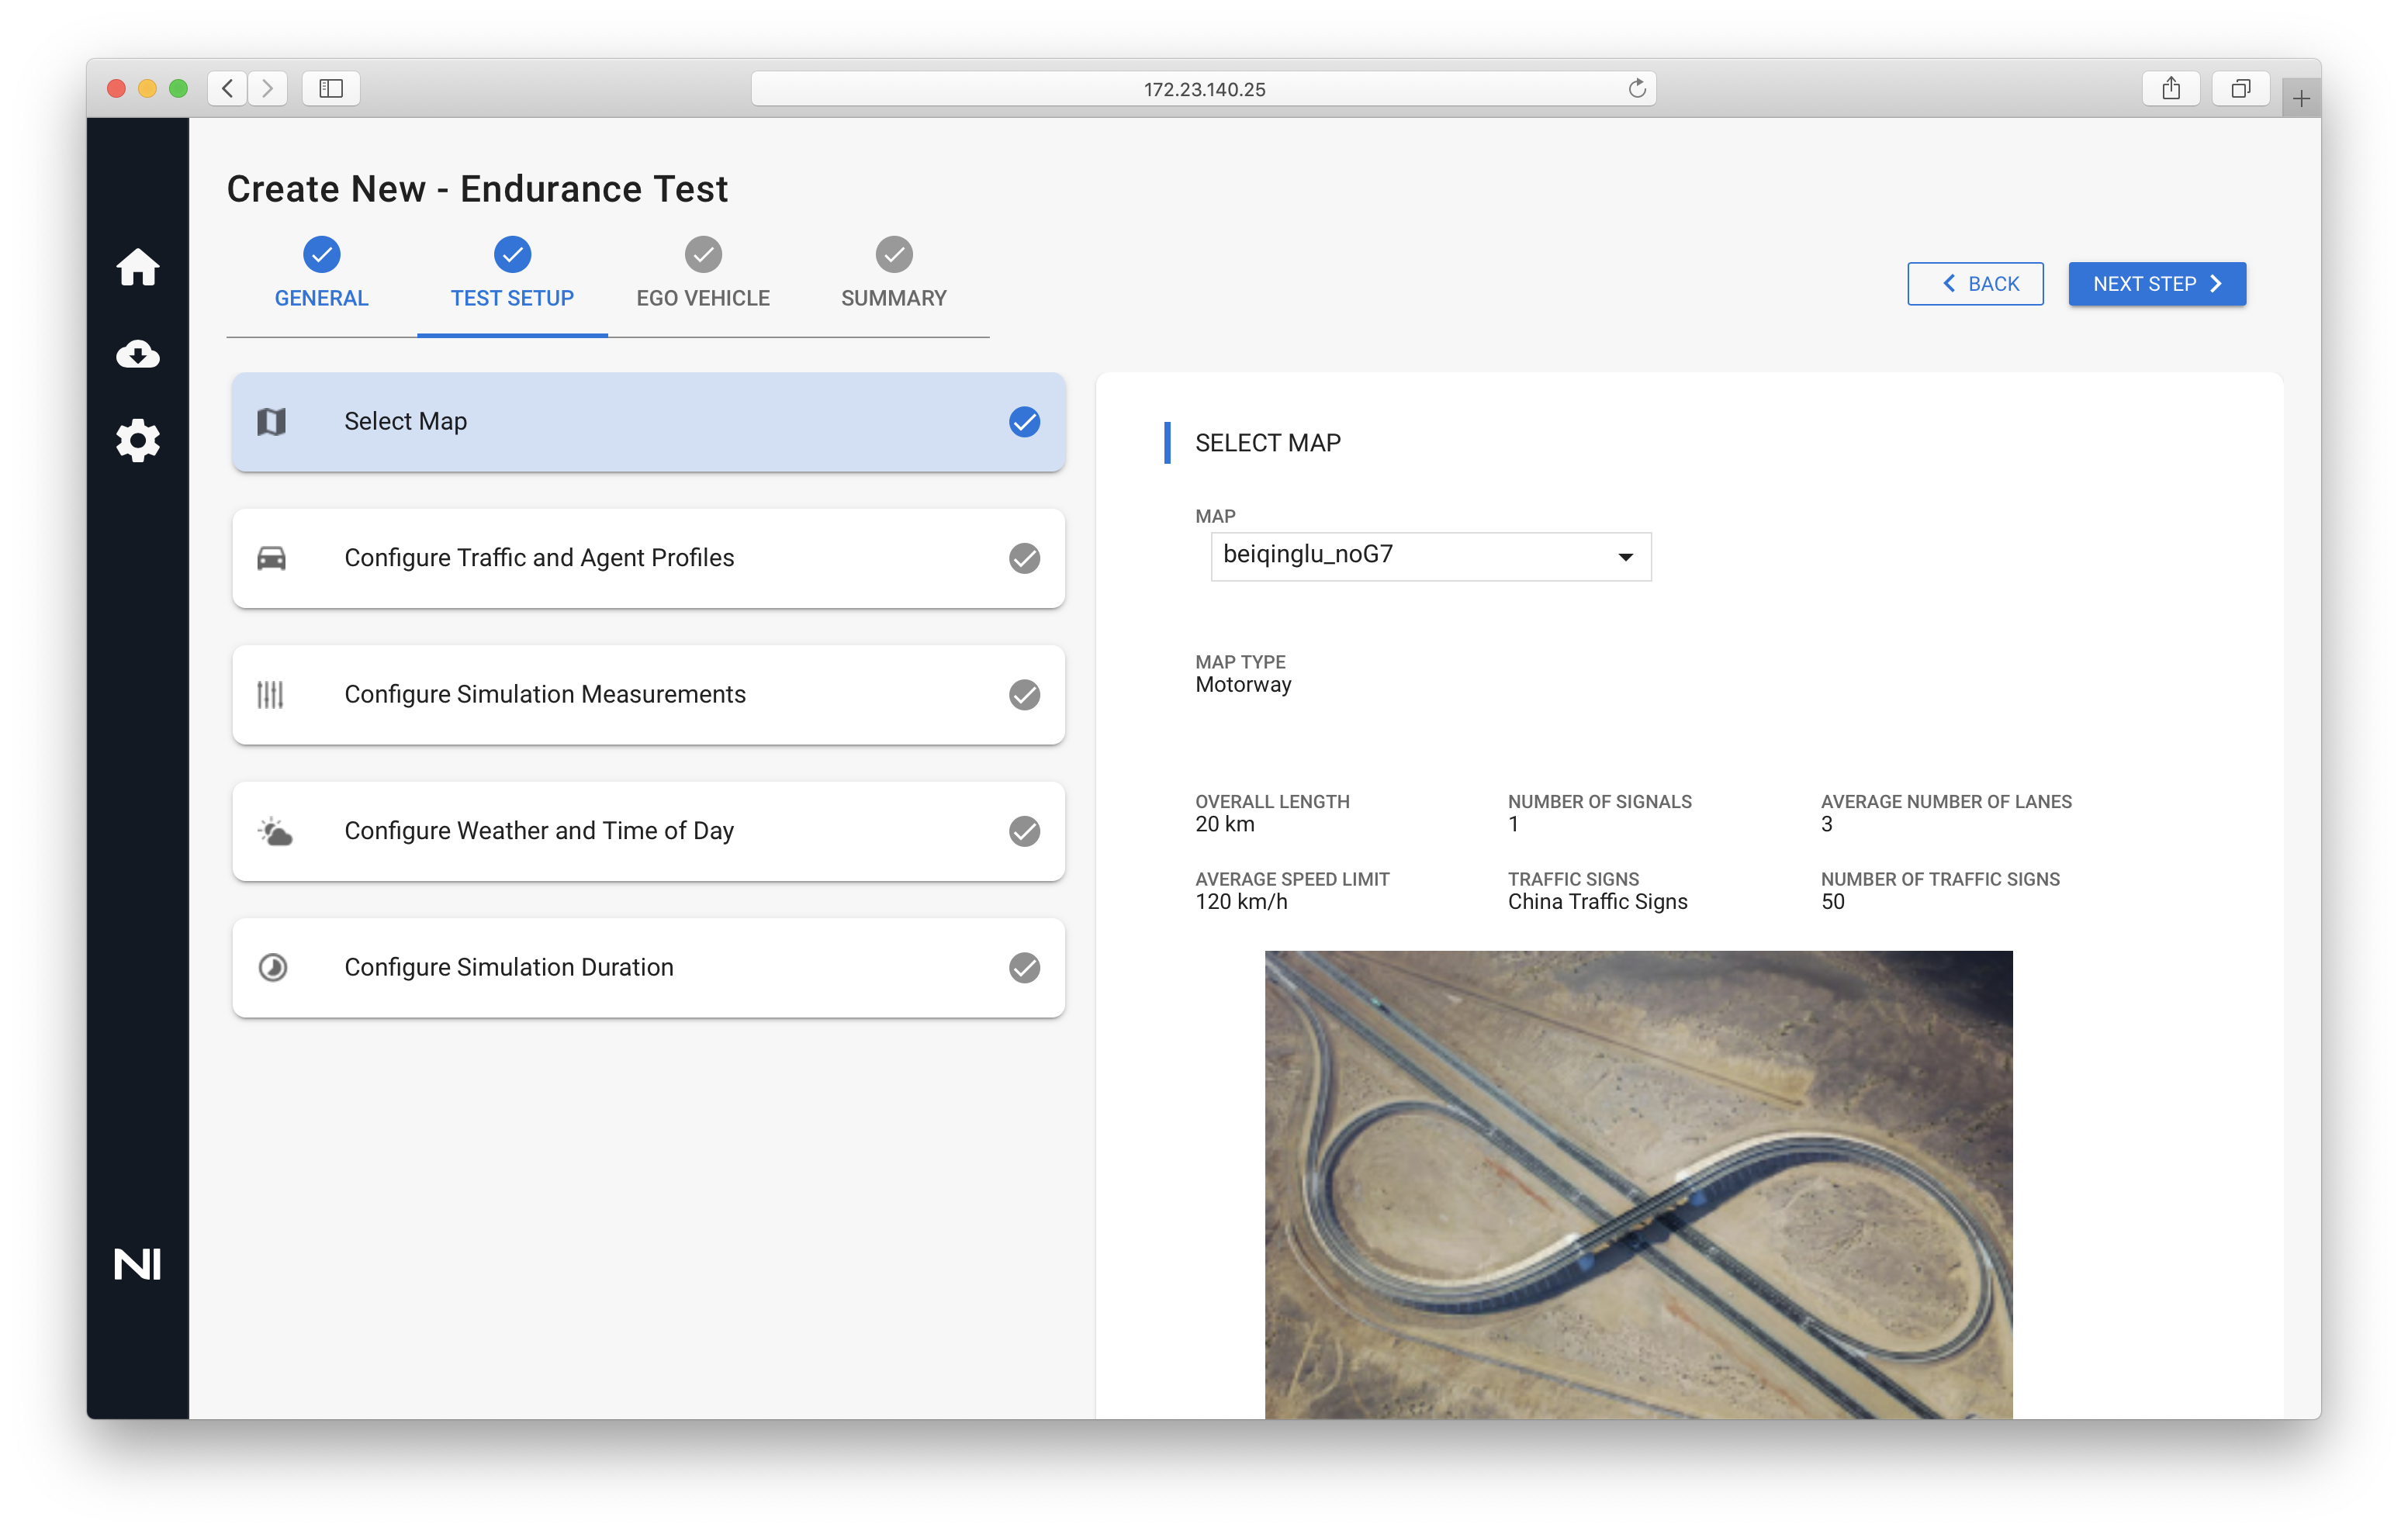 172.23.140.25
Create New - Endurance Test
GENERAL
TEST SETUP
EGO VEHICLE
SUMMARY
BACK
NEXT STEP
Select Map
Configure Traffic and Agent Profiles
Configure Simulation Measurements
Configure Weather and Time of Day
Configure Simulation Duration
NI
SELECT MAP
MAP
beiqinglu_noG7
MAP TYPE
Motorway
OVERALL LENGTH
20 km
NUMBER OF SIGNALS
1
AVERAGE NUMBER OF LANES
3
AVERAGE SPEED LIMIT
120 km/h
TRAFFIC SIGNS
China Traffic Signs
NUMBER OF TRAFFIC SIGNS
50